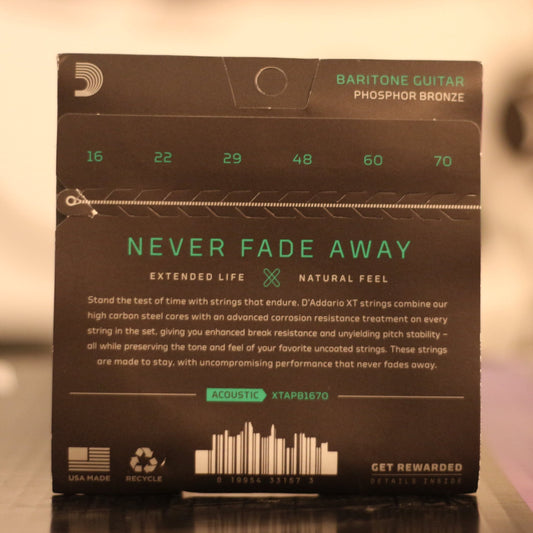 BARITONE GUITAR
PHOSPHOR BRONZE
16 22 29 48 60 70
NEVER FADE AWAY
EXTENDED LIFE NATURAL FEEL
Stand the test of time with strings that endure. D'Addario XT strings combine our
high carbon steel cores with an advanced corrosion resistance treatment on every
string in the set, giving you enhanced break resistance and unyielding pitch stability –
all while preserving the tone and feel of your favorite uncoated strings. These strings
are made to stay, with uncompromising performance that never fades away.
ACOUSTIC XTAPB1670
USA MADE RECYCLE 0 19954 33187 3 GET REWARDED
DETAILS INSIDE